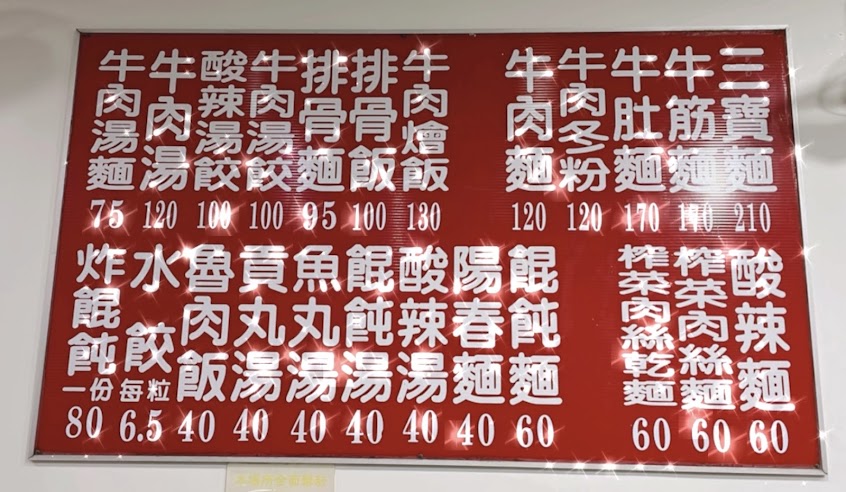 三寶麵 210
牛筋麵
牛肚麵 170
牛肉冬粉 120
牛肉麵 120
牛肉燴飯 130
排骨飯 100
排骨麵 95
牛肉湯餃 100
酸辣湯餃 100
牛肉湯 120
牛肉湯麵 75
酸辣麵 60
榨菜肉絲麵 60
榨菜肉絲乾麵 60
餛飩麵 60
陽春麵 40
酸辣湯 40
餛飩湯 40
魚丸湯 40
貢丸湯 40
魯肉飯 40
水餃每粒 6.5
炸餛飩一份 80